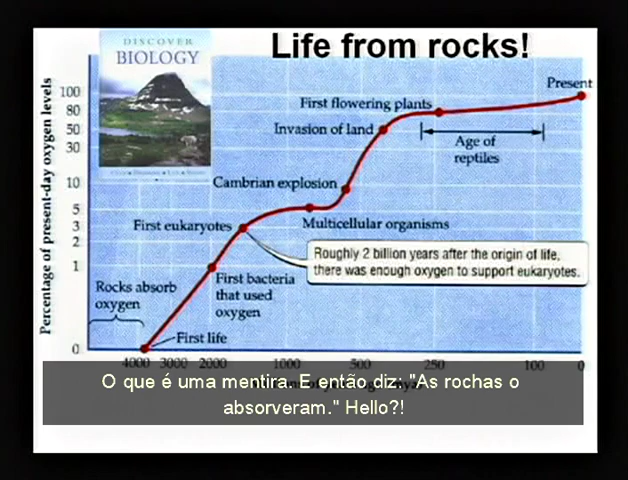 Life from rocks!
DISCOVER
BIOLOGY
Percentage of present-day oxygen levels
100
80
50
30
10
5
3
2
1
0
Present
First flowering plants
Invasion of land
Age of
reptiles
Cambrian explosion
First eukaryotes
Multicellular organisms
Roughly 2 billion years after the origin of life,
there was enough oxygen to support eukaryotes.
Rocks absorb
oxygen
First bacteria
that used
oxygen
First life
4000 3000 2000 1000 500 250 100 0
O que é uma mentira. E então diz: "As rochas o
absorveram." Hello?!